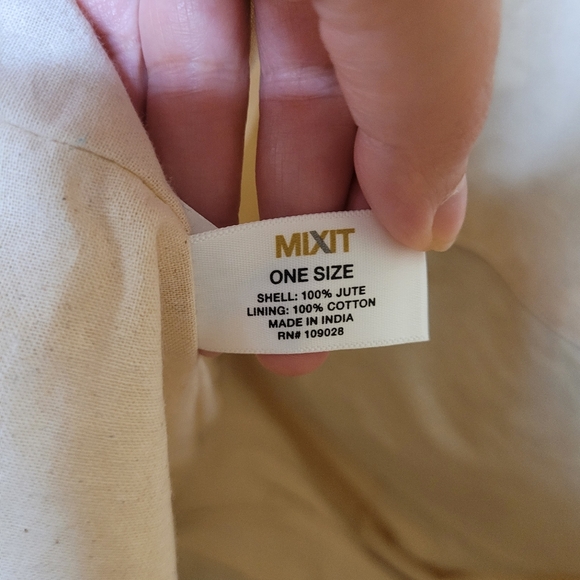 MIXIT
ONE SIZE
SHELL: 100% JUTE
LINING: 100% COTTON
MADE IN INDIA
RN# 109028